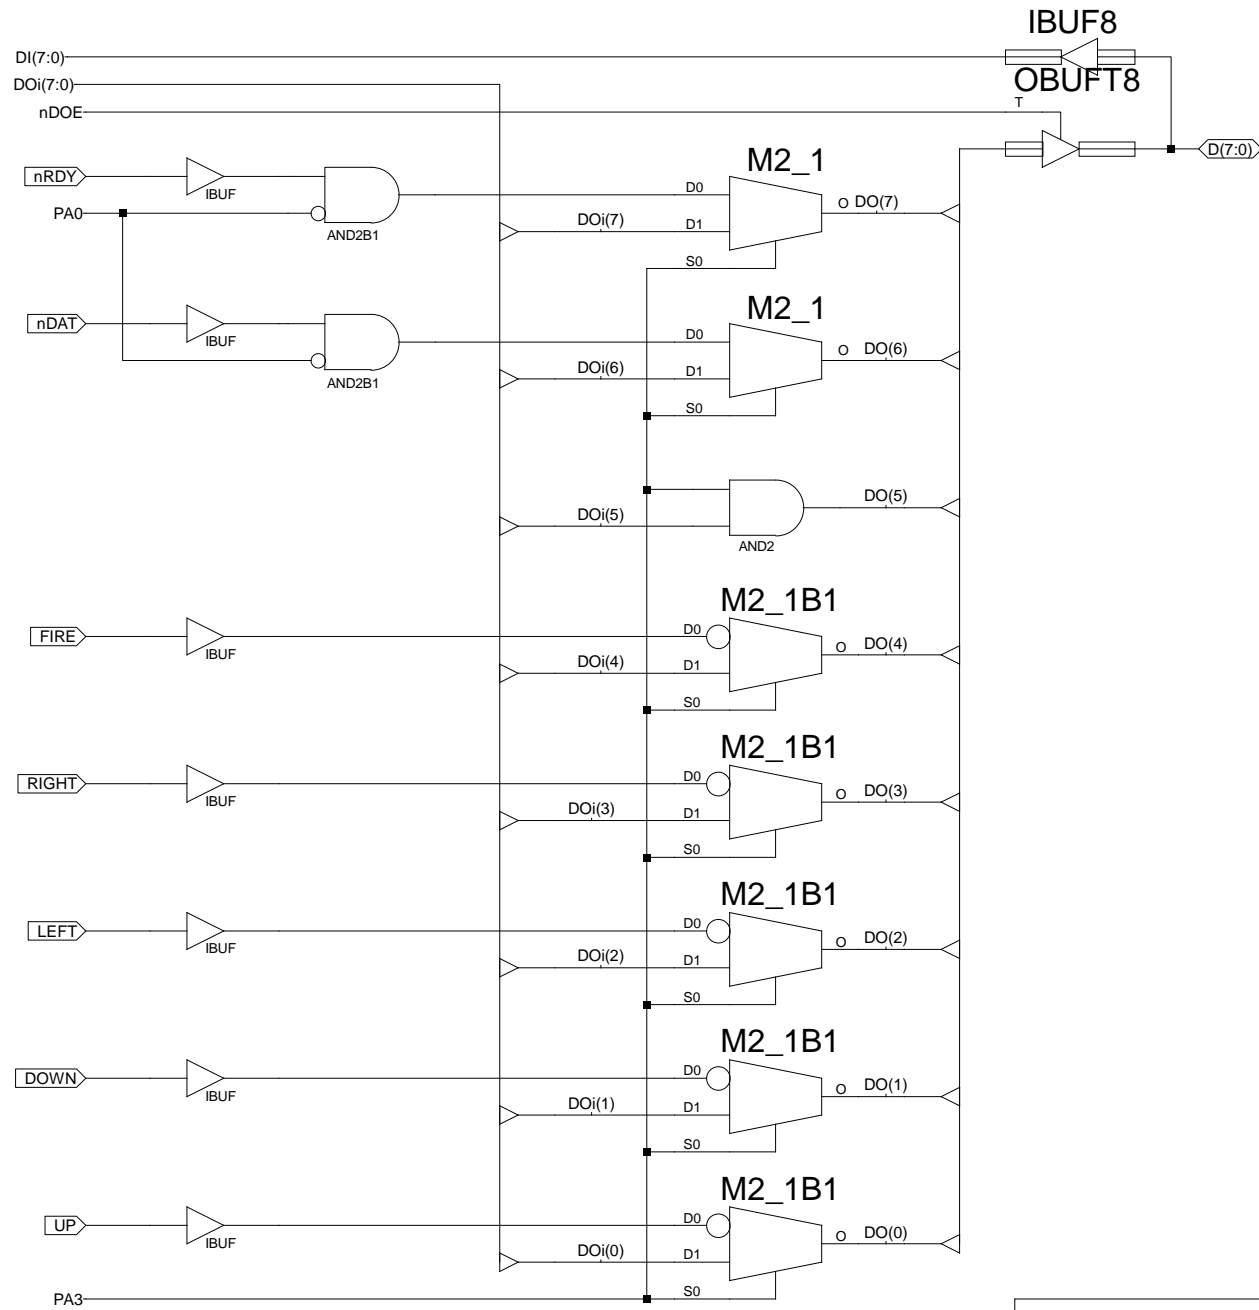 IBUF8
DI(7:0)
OBUFT8
DOi(7:0)
T
nDOE
D(7:0)
M2_1
nRDY
IBUF
D0
O DO(7)
PA0
DOi(7)
D1
AND2B1
S0
M2_1
nDAT
IBUF
D0
O DO(6)
DOi(6)
D1
AND2B1
S0
DO(5)
DOi(5)
AND2
M2_1B1
FIRE
IBUF
D0
O DO(4)
DOi(4)
D1
S0
M2_1B1
RIGHT
IBUF
D0
O DO(3)
DOi(3)
D1
S0
M2_1B1
LEFT
IBUF
D0
O DO(2)
DOi(2)
D1
S0
M2_1B1
DOWN
IBUF
D0
O DO(1)
DOi(1)
D1
S0
M2_1B1
UP
IBUF
D0
O DO(0)
DOi(0)
D1
S0
PA3